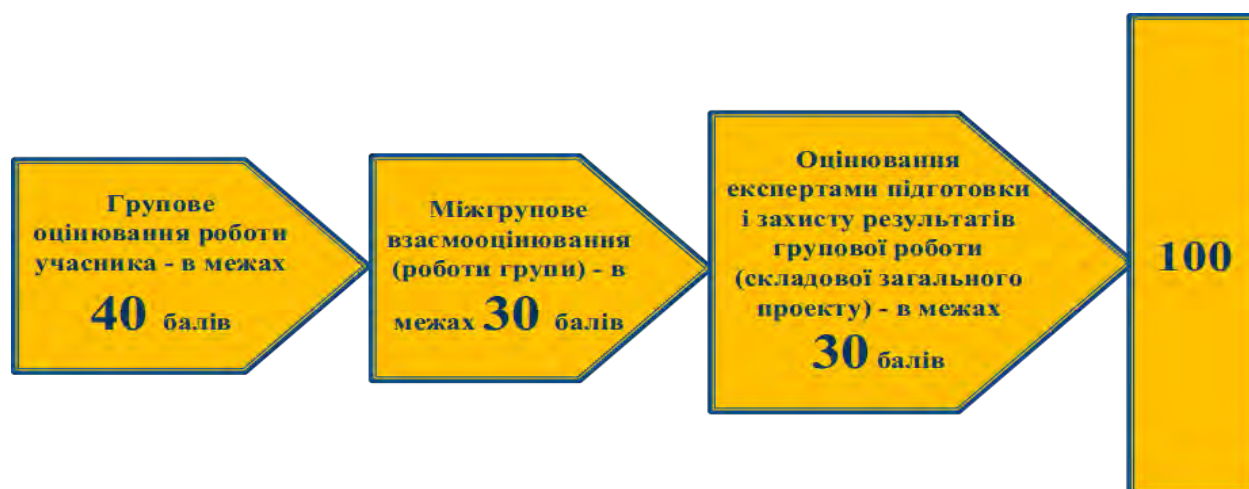 Групове
оцінювання роботи
учасника - в межах
40 балів
Міжгрупове
взаємооцінювання
(роботи групи) - в
межах 30 балів
Оцінювання
експертами підготовки
і захисту результатів
групової роботи
(складової загального
проекту) - в межах
30 балів
100